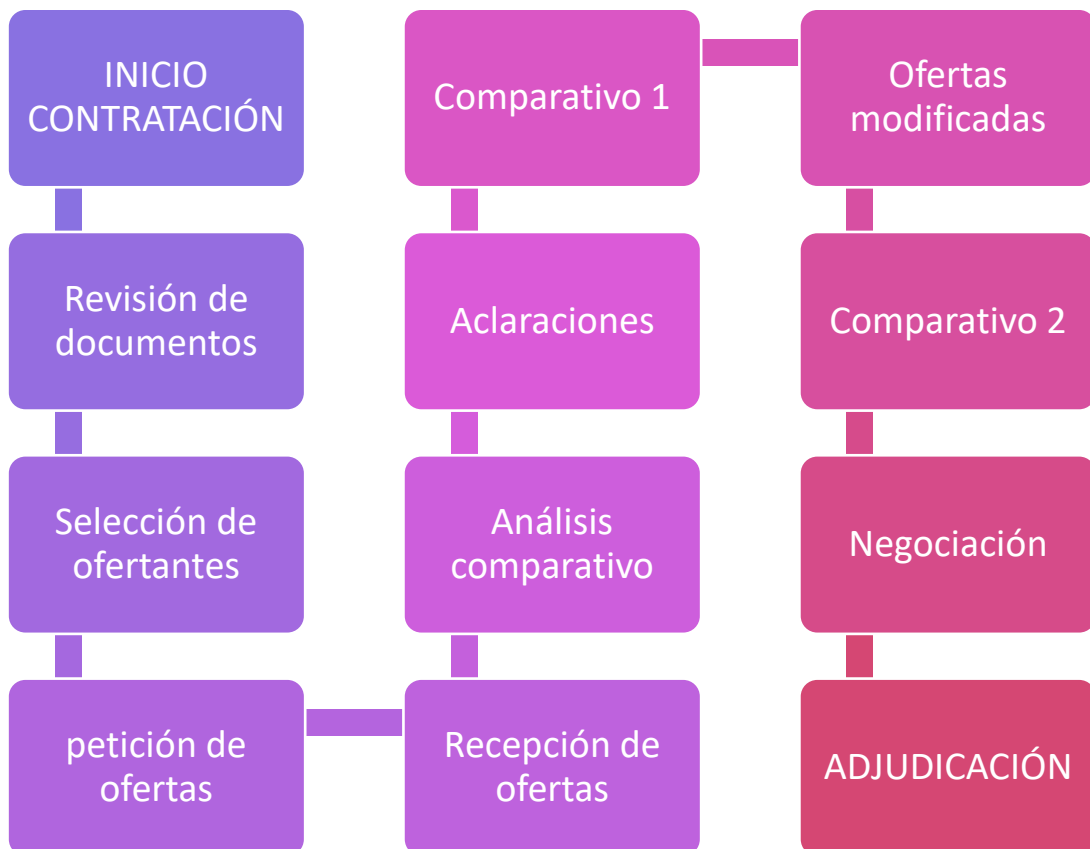 INICIO
CONTRATACIÓN
Revisión de
documentos
Selección de
ofertantes
petición de
ofertas
Recepción de
ofertas
Análisis
comparativo
Aclaraciones
Comparativo 1
Ofertas
modificadas
Comparativo 2
Negociación
ADJUDICACIÓN